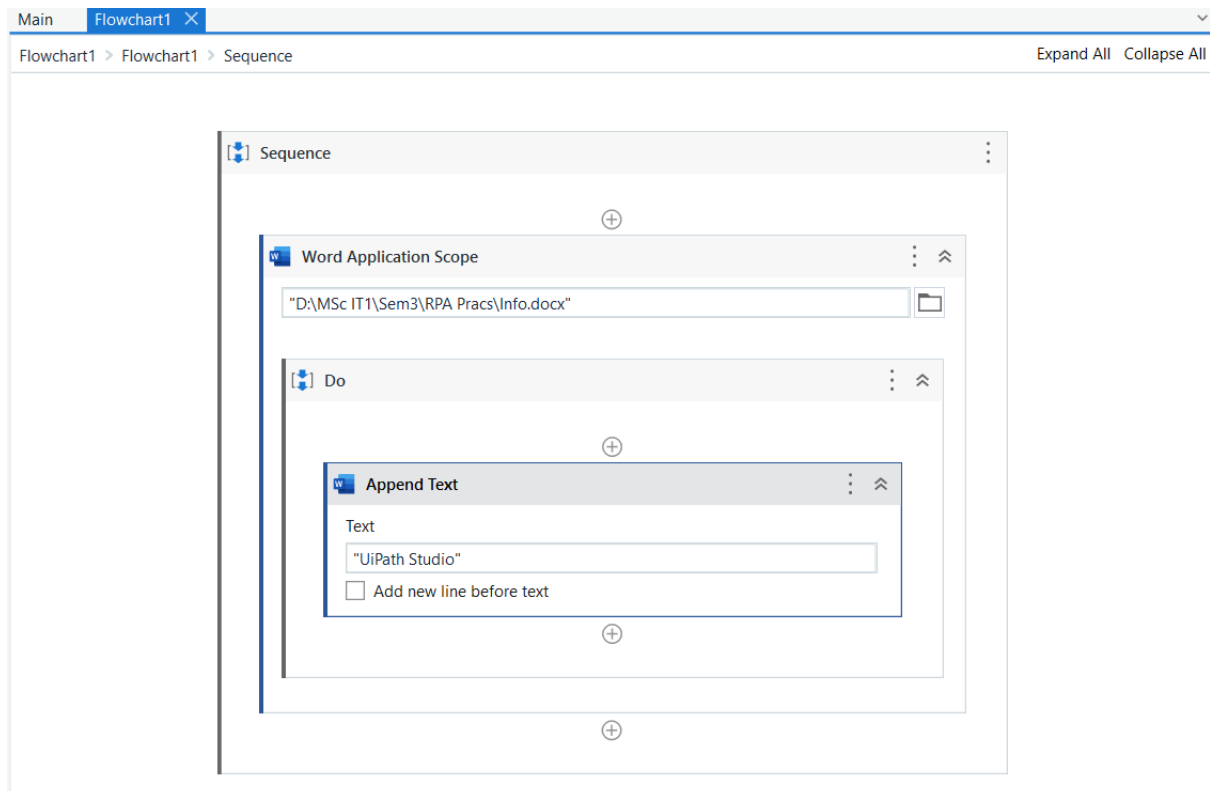 Main Flowchart1
Flowchart1 > Flowchart1 > Sequence Expand All Collapse All
Sequence
Word Application Scope
"D:\MSc IT1\Sem3\RPA Pracs\Info.docx"
Do
Append Text
Text
"UiPath Studio"
Add new line before text